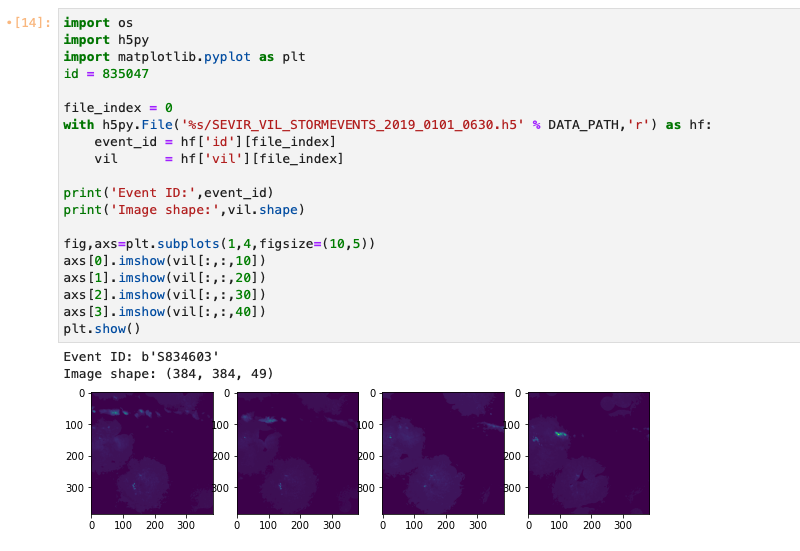 •[14]:
import os
import h5py
import matplotlib.pyplot as plt
id = 835047
file_index = 0
with h5py.File('%s/SEVIR_VIL_STORMEVENTS_2019_0101_0630.h5' % DATA_PATH,'r') as hf:
    event_id = hf['id'][file_index]
    vil      = hf['vil'][file_index]
print('Event ID:',event_id)
print('Image shape:',vil.shape)
fig,axs=plt.subplots(1,4,figsize=(10,5))
axs[0].imshow(vil[:,:,10])
axs[1].imshow(vil[:,:,20])
axs[2].imshow(vil[:,:,30])
axs[3].imshow(vil[:,:,40])
plt.show()
Event ID: b'S834603'
Image shape: (384, 384, 49)
0 0 0 0
100 100 100 100
200 200 200 200
300 300 300 300
0 100 200 300 0 100 200 300 0 100 200 300 0 100 200 300